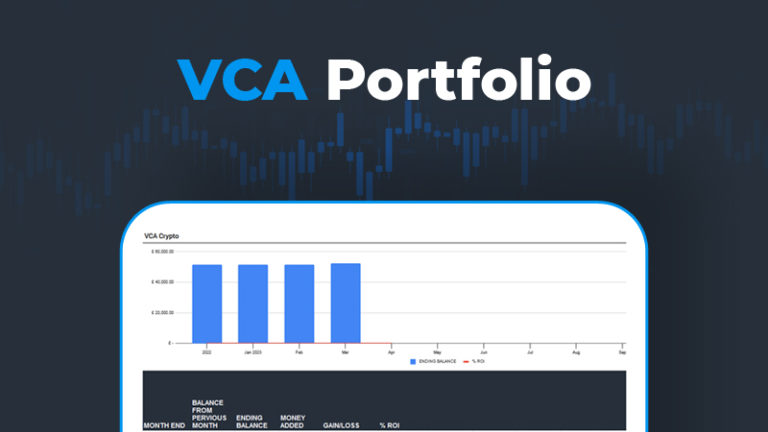 VCA Portfolio
VCA Crypto
£ 60,000.00
£ 40,000.00
£ 20,000.00
£ -
2022 Jan 2023 Feb Mar Apr May Jun Jul Aug Sep
ENDING BALANCE % ROI
BALANCE
FROM
PERVIOUS ENDING MONEY
MONTH END MONTH BALANCE ADDED GAIN/LOSS % ROI